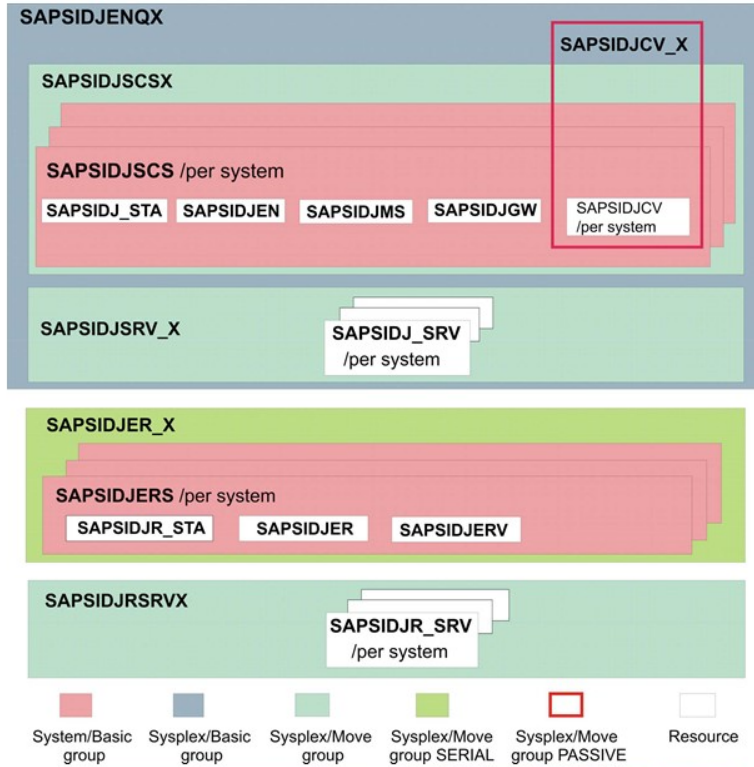 SAPSIDJENQX
SAPSIDJCV_X
SAPSIDJSCSX
SAPSIDJSCS /per system
SAPSIDJ_STA
SAPSIDJEN
SAPSIDJMS
SAPSIDJGW
SAPSIDJCV
/per system
SAPSIDJSRV_X
SAPSIDJ_SRV
/per system
SAPSIDJER_X
SAPSIDJERS /per system
SAPSIDJR_STA
SAPSIDJER
SAPSIDJERV
SAPSIDJRSRVX
SAPSIDJR_SRV
/per system
System/Basic
group
Sysplex/Basic
group
Sysplex/Move
group
Sysplex/Move
group SERIAL
Sysplex/Move
group PASSIVE
Resource